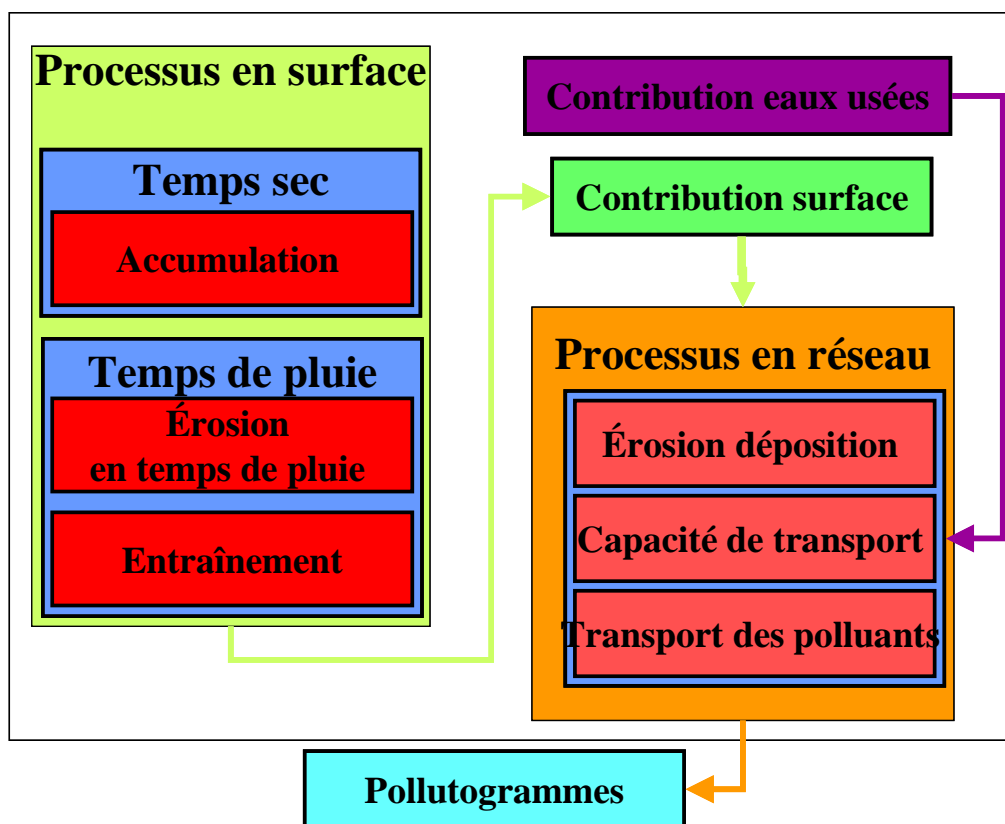 Processus en surface
Temps sec
Accumulation
Temps de pluie
Érosion
en temps de pluie
Entraînement
Contribution eaux usées
Contribution surface
Processus en réseau
Érosion déposition
Capacité de transport
Transport des polluants
Pollutogrammes